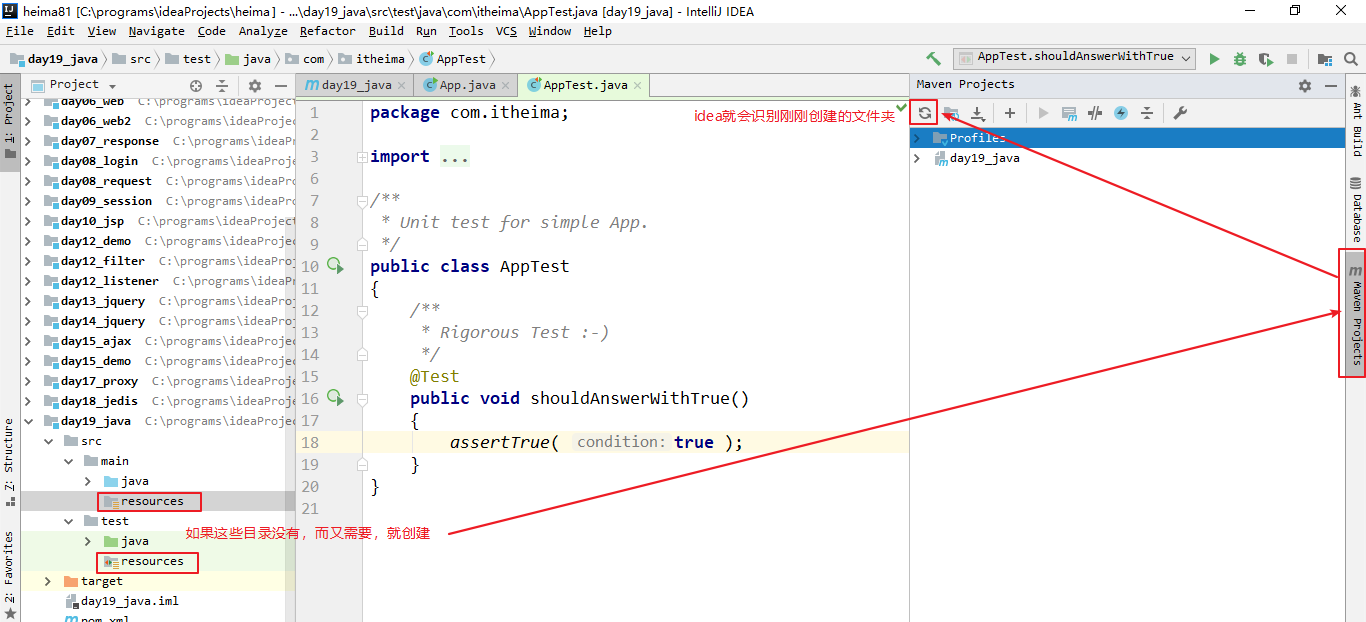 heima81 [C:\programs\ideaProjects\heima] - ...\day19_java\src\test\java\com\itheima\AppTest.java [day19_java] - IntelliJ IDEA
File Edit View Navigate Code Analyze Refactor Build Run Tools VCS Window Help
day19_java src test java com itheima AppTest
AppTest.shouldAnswerWithTrue
1: Project
Z: Structure
2: Favorites
Project
day06_web C:\programs\ideaProje
day06_web2 C:\programs\ideaPro
day07_response C:\programs\idea
day08_login C:\programs\ideaPro
day08_request C:\programs\ideaP
day09_session C:\programs\ideaP
day10_jsp C:\programs\ideaProject
day12_demo C:\programs\ideaProje
day12_filter C:\programs\ideaPro
day12_listener C:\programs\idea
day13_jquery C:\programs\ideaPro
day14_jquery C:\programs\ideaPro
day15_ajax C:\programs\ideaProje
day15_demo C:\programs\ideaProje
day17_proxy C:\programs\ideaProj
day18_jedis C:\programs\ideaProj
day19_java C:\programs\ideaProje
src
main
java
resources
test
java
resources
target
day19_java.iml
pom.xml
day19_java App.java AppTest.java
1 package com.itheima;
2
3 import ...
6
7 /**
8 * Unit test for simple App.
9 */
10 public class AppTest
11 {
12 /**
13 * Rigorous Test :-)
14 */
15 @Test
16 public void shouldAnswerWithTrue()
17 {
18 assertTrue( condition: true );
19 }
20 }
21
idea就会识别刚刚创建的文件夹
如果这些目录没有，而又需要，就创建
Maven Projects
Profiles
day19_java
Ant Build
Database
Maven Projects